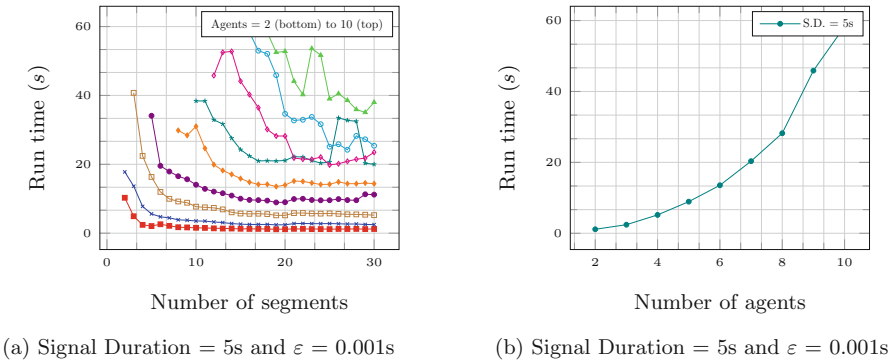 Agents = 2 (bottom) to 10 (top)
60
40
20
0
Run time (s)
0
10
20
30
Number of segments
(a) Signal Duration = 5s and ε = 0.001s
S.D. = 5s
60
40
20
0
Run time (s)
2
4
6
8
10
Number of agents
(b) Signal Duration = 5s and ε = 0.001s